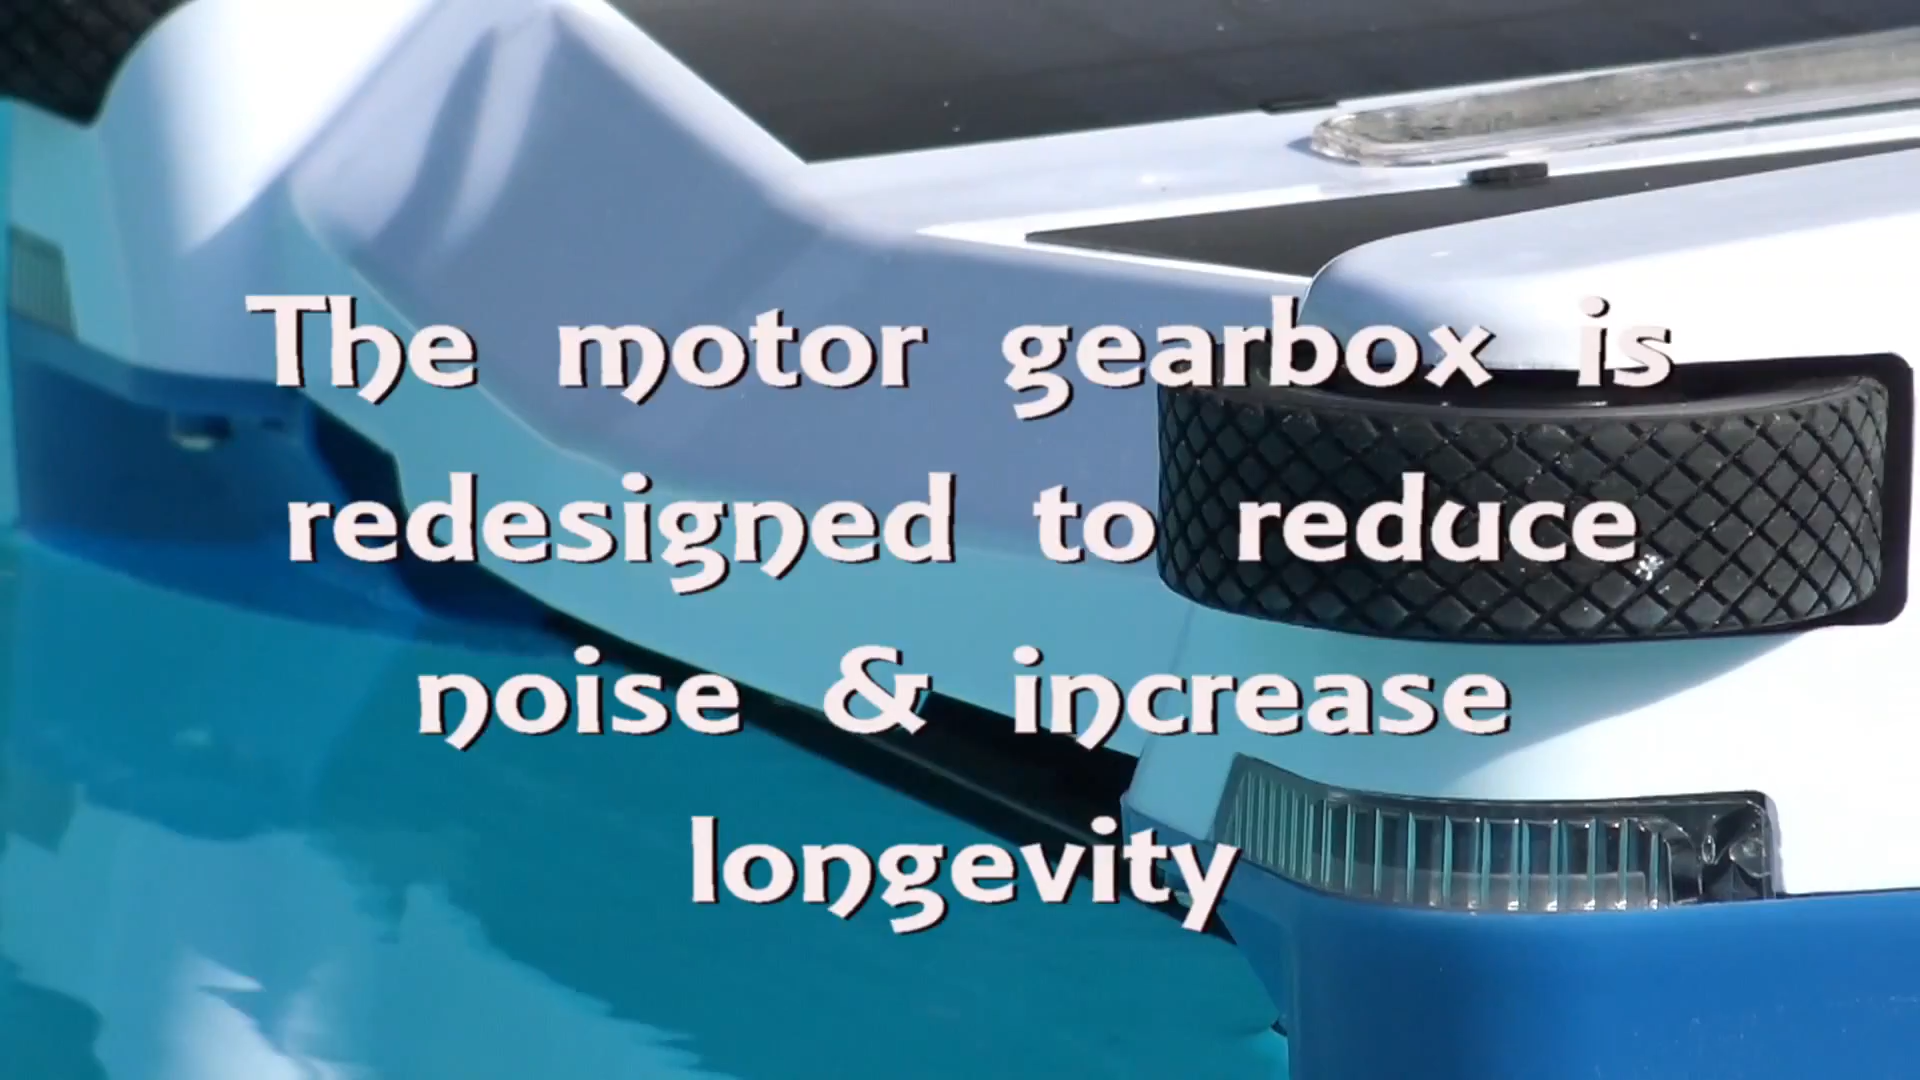 The motor gearbox is
redesigned to reduce
noise & increase
longevity